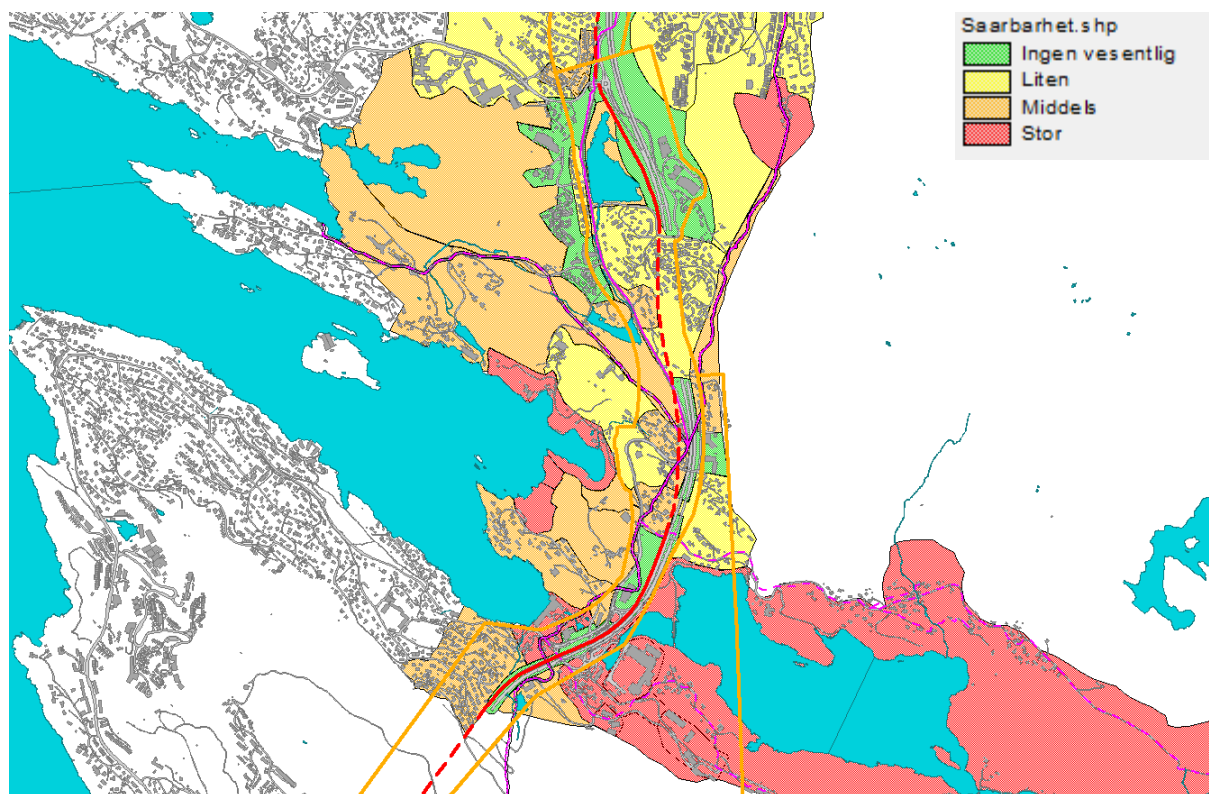 Saarbarhet.shp
Ingen vesentlig
Liten
Middels
Stor